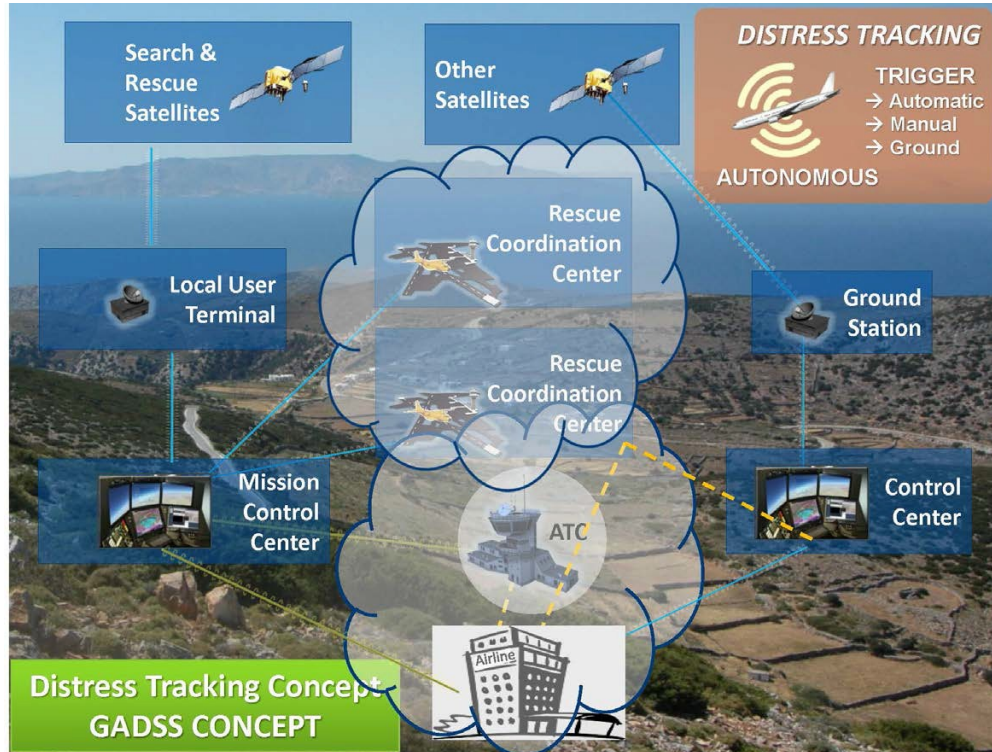 Search &
Rescue
Satellites
Other
Satellites
DISTRESS TRACKING
TRIGGER
→ Automatic
→ Manual
→ Ground
AUTONOMOUS
Rescue
Coordination
Center
Local User
Terminal
Ground
Station
Rescue
Coordination
Center
Mission
Control
Center
ATC
Control
Center
Airline
Distress Tracking Concept
GADSS CONCEPT